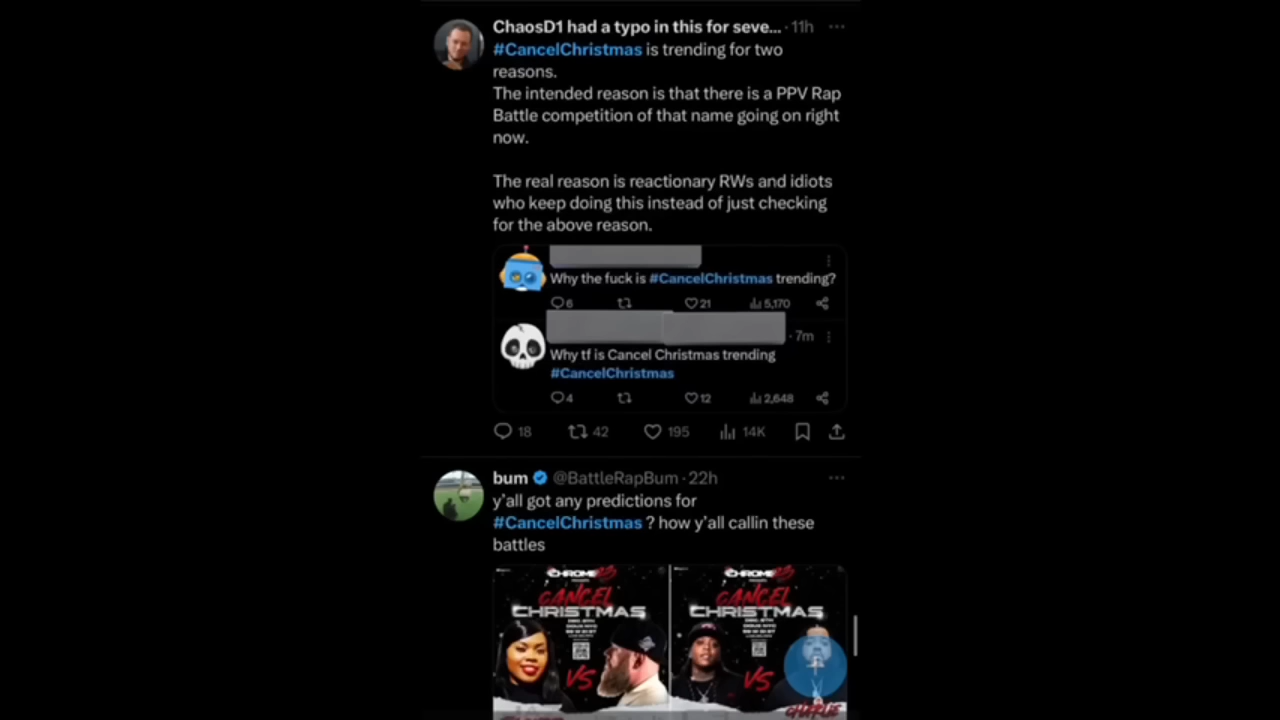 ChaosD1 had a typo in this for seve... · 11h
#CancelChristmas is trending for two
reasons.
The intended reason is that there is a PPV Rap
Battle competition of that name going on right
now.
The real reason is reactionary RWs and idiots
who keep doing this instead of just checking
for the above reason.
Why the fuck is #CancelChristmas trending?
6 21 5,170
· 7m
Why tf is Cancel Christmas trending
#CancelChristmas
4 12 2,648
18 42 195 14K
bum @BattleRapBum · 22h
y'all got any predictions for
#CancelChristmas ? how y'all callin these
battles
CANCEL
CHRISTMAS
VS
CANCEL
CHRISTMAS
VS